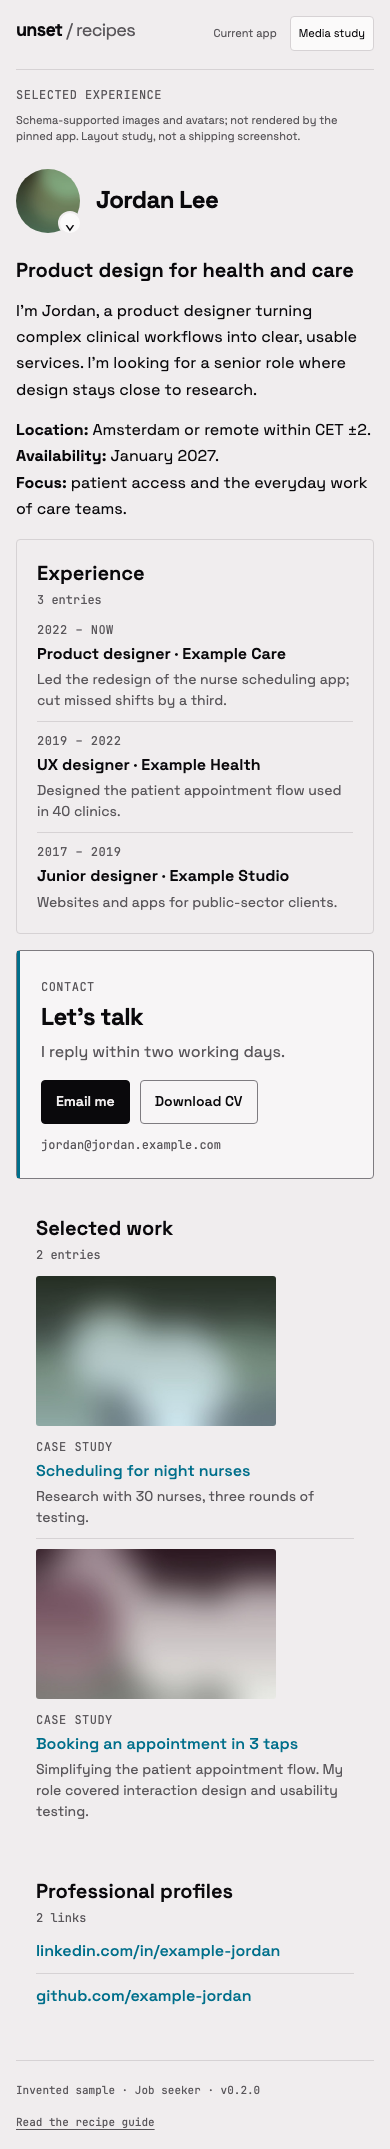 unset / recipes
Current app
Media study
SELECTED EXPERIENCE
Schema-supported images and avatars; not rendered by the
pinned app. Layout study, not a shipping screenshot.
Jordan Lee
Product design for health and care
I’m Jordan, a product designer turning
complex clinical workflows into clear, usable
services. I’m looking for a senior role where
design stays close to research.
Location: Amsterdam or remote within CET ±2.
Availability: January 2027.
Focus: patient access and the everyday work
of care teams.
Experience
3 entries
2022 – NOW
Product designer · Example Care
Led the redesign of the nurse scheduling app;
cut missed shifts by a third.
2019 – 2022
UX designer · Example Health
Designed the patient appointment flow used
in 40 clinics.
2017 – 2019
Junior designer · Example Studio
Websites and apps for public-sector clients.
CONTACT
Let’s talk
I reply within two working days.
Email me
Download CV
jordan@jordan.example.com
Selected work
2 entries
CASE STUDY
Scheduling for night nurses
Research with 30 nurses, three rounds of
testing.
CASE STUDY
Booking an appointment in 3 taps
Simplifying the patient appointment flow. My
role covered interaction design and usability
testing.
Professional profiles
2 links
linkedin.com/in/example-jordan
github.com/example-jordan
Invented sample · Job seeker · v0.2.0
Read the recipe guide